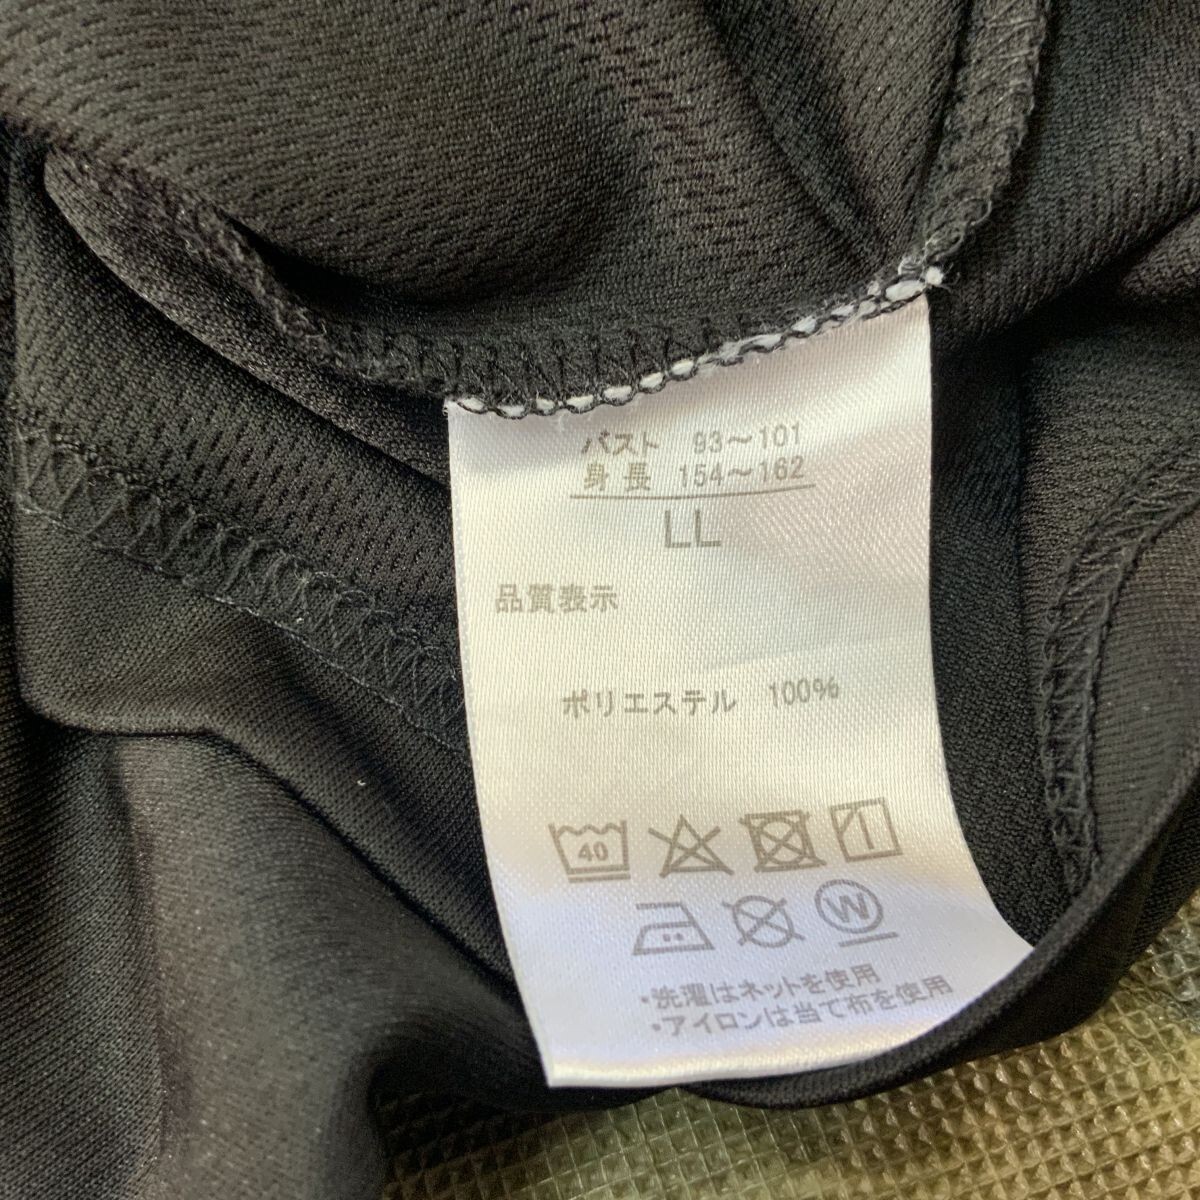 バスト 93～101
身長 154～162
LL
品質表示
ポリエステル 100%
40
W
・洗濯はネットを使用
・アイロンは当て布を使用